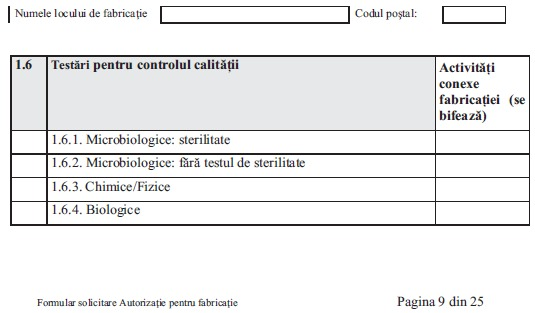 Numele locului de fabricație Codul poștal:
1.6 Testări pentru controlul calității Activități
conexe
fabricației (se
bifează)
1.6.1. Microbiologice: sterilitate
1.6.2. Microbiologice: fără testul de sterilitate
1.6.3. Chimice/Fizice
1.6.4. Biologice
Formular solicitare Autorizație pentru fabricație Pagina 9 din 25